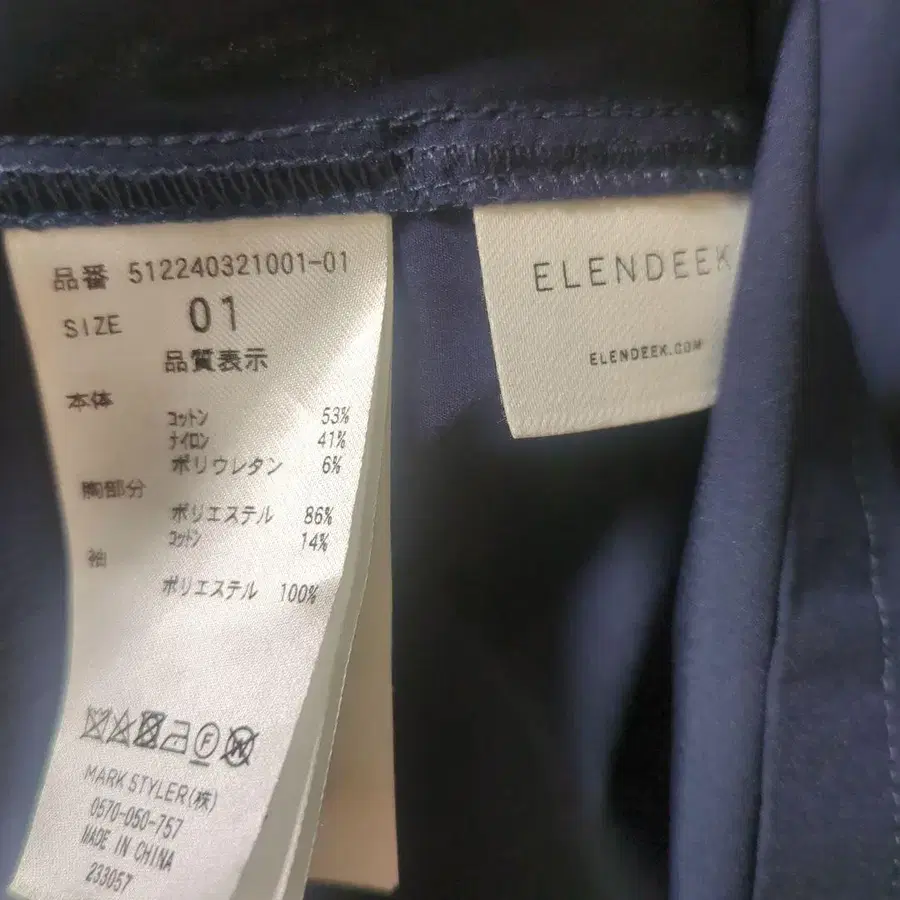 品番 512240321001-01
SIZE 01
品質表示
本体
コットン 53%
ナイロン 41%
ポリウレタン 6%
胸部分
ポリエステル 86%
コットン 14%
袖
ポリエステル 100%
F
W
MARK STYLER(株)
0570-050-757
MADE IN CHINA
233057
ELENDEEK
ELENDEEK.COM